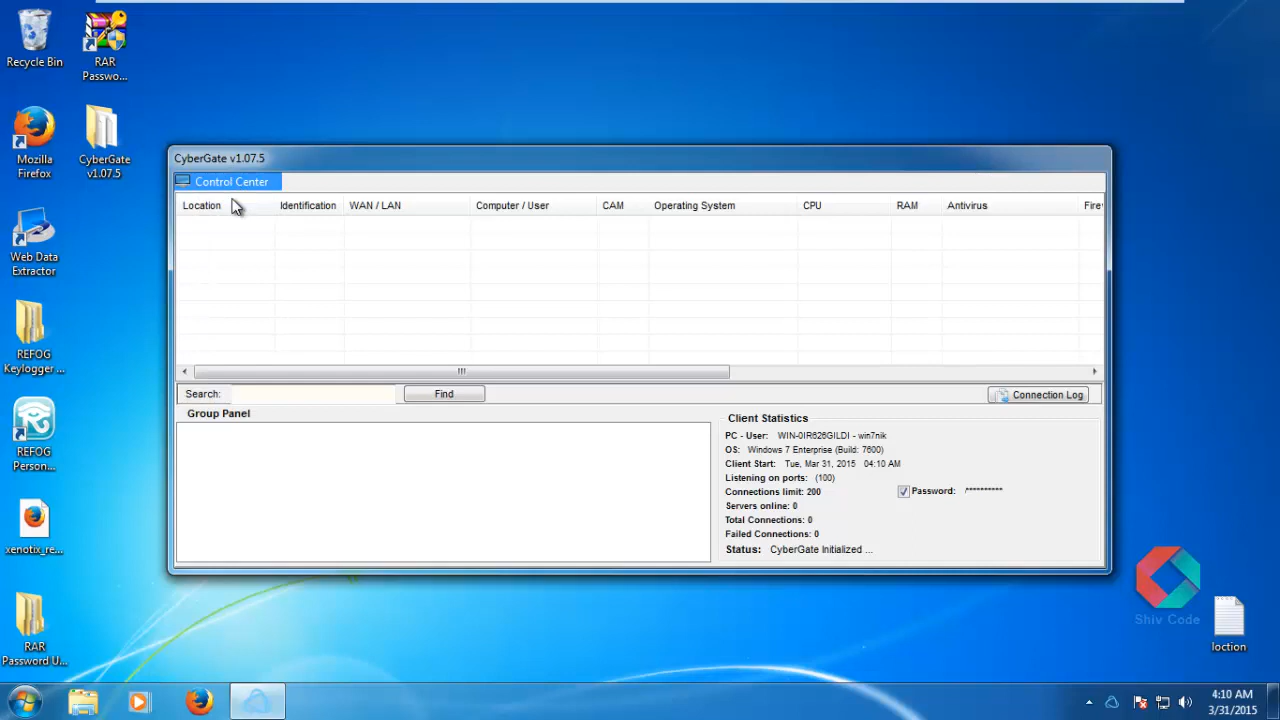 Recycle Bin
RAR
Passwo...
Mozilla
Firefox
CyberGate
v1.07.5
Web Data
Extractor
REFOG
Keylogger ...
REFOG
Person...
xenotix_re...
RAR
Password U...
CyberGate v1.07.5
Control Center
Location Identification WAN / LAN Computer / User CAM Operating System CPU RAM Antivirus Firew
Search: Find Connection Log
Group Panel
Client Statistics
PC - User: WIN-0IR626GILDI - win7nik
OS: Windows 7 Enterprise (Build: 7600)
Client Start: Tue, Mar 31, 2015 04:10 AM
Listening on ports: (100)
Connections limit: 200
Password: /**********
Servers online: 0
Total Connections: 0
Failed Connections: 0
Status: CyberGate Initialized ...
Shiv Code
loction
4:10 AM
3/31/2015